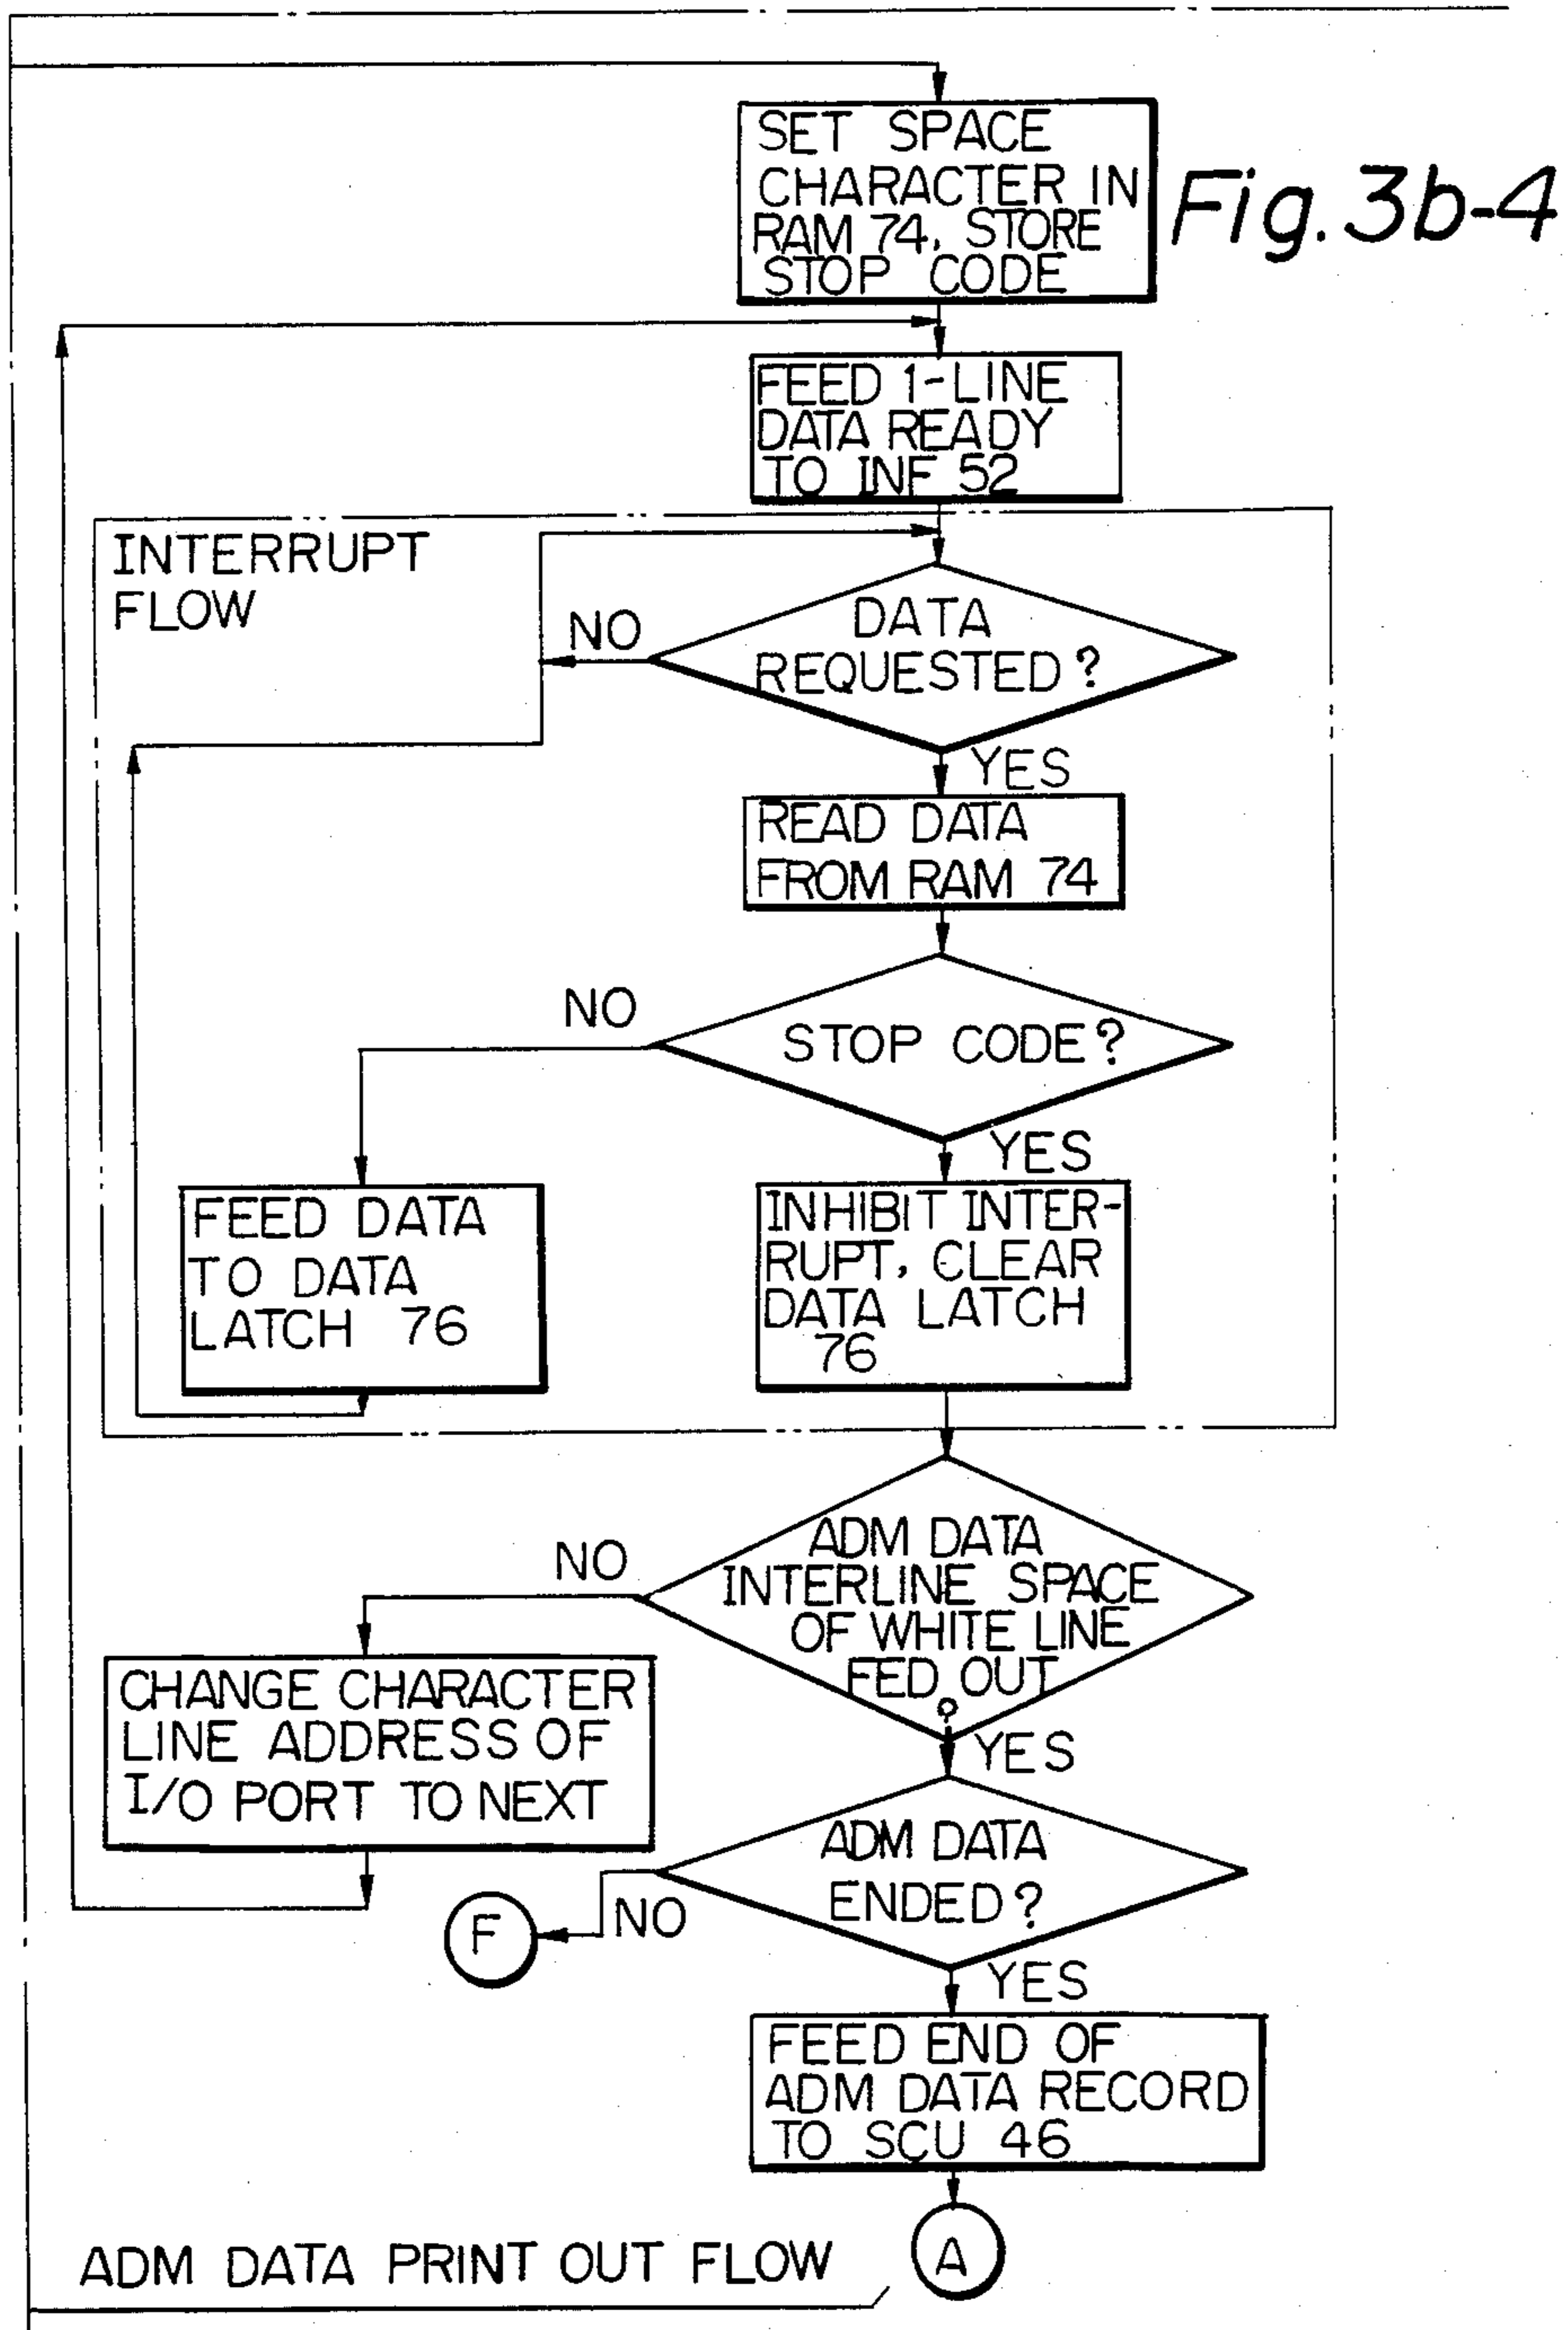 SET SPACE
CHARACTER IN
RAM 74, STORE
STOP CODE
Fig. 3b-4
FEED 1-LINE
DATA READY
TO INF 52
INTERRUPT
FLOW
DATA
REQUESTED?
NO
YES
READ DATA
FROM RAM 74
STOP CODE?
NO
YES
FEED DATA
TO DATA
LATCH 76
INHIBIT INTER-
RUPT, CLEAR
DATA LATCH
76
ADM DATA
INTERLINE SPACE
OF WHITE LINE
FED OUT
?
NO
YES
CHANGE CHARACTER
LINE ADDRESS OF
I/O PORT TO NEXT
ADM DATA
ENDED?
NO
F
YES
FEED END OF
ADM DATA RECORD
TO SCU 46
A
ADM DATA PRINT OUT FLOW